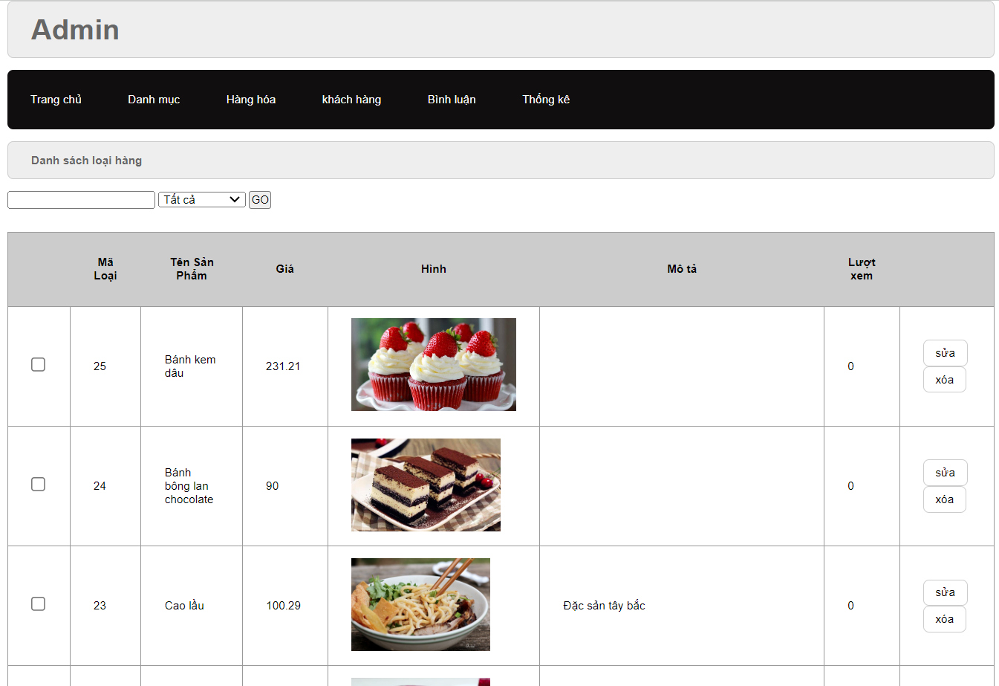 Admin
Trang chủ Danh mục Hàng hóa khách hàng Bình luận Thống kê
Danh sách loại hàng
Tất cả GO
Mã Loại Tên Sản Phẩm Giá Hình Mô tả Lượt xem
25 Bánh kem dâu 231.21 0 sửa xóa
24 Bánh bông lan chocolate 90 0 sửa xóa
23 Cao lầu 100.29 Đặc sản tây bắc 0 sửa xóa